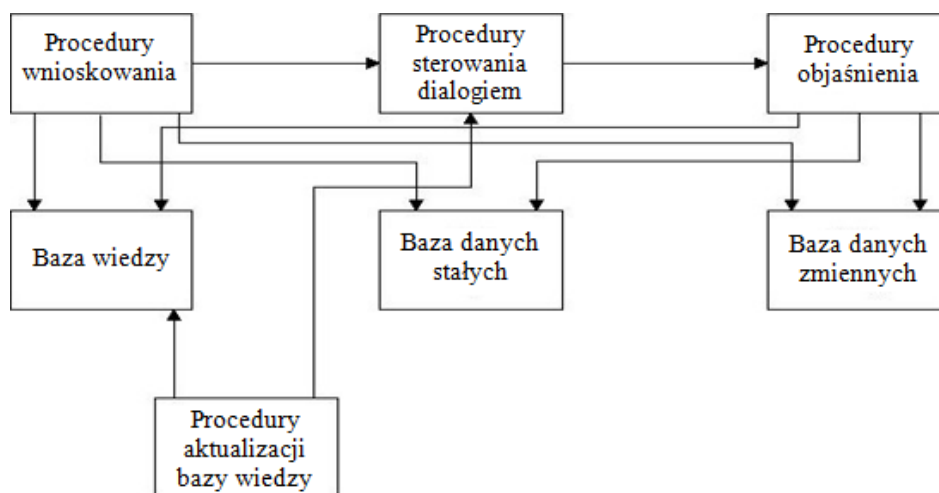 Procedury
wnioskowania
Procedury
sterowania
dialogiem
Procedury
objaśnienia
Baza wiedzy
Baza danych
stałych
Baza danych
zmiennych
Procedury
aktualizacji
bazy wiedzy